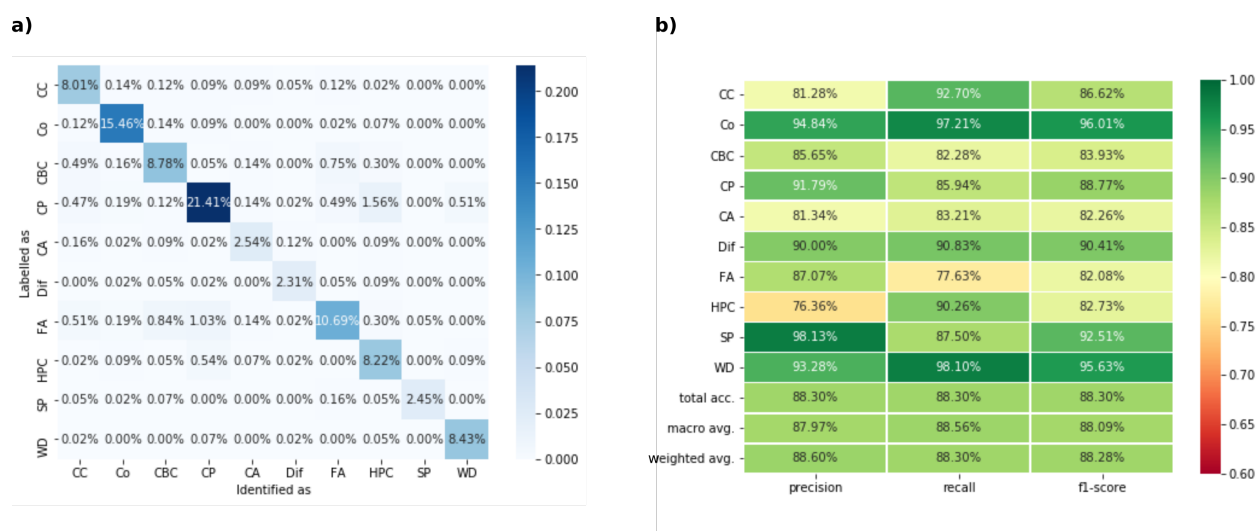 a)
CC 8.01% 0.14% 0.12% 0.09% 0.09% 0.05% 0.12% 0.02% 0.00% 0.00%
Co 0.12% 15.46% 0.14% 0.09% 0.00% 0.00% 0.02% 0.07% 0.00% 0.00%
CBC 0.49% 0.16% 8.78% 0.05% 0.14% 0.00% 0.75% 0.30% 0.00% 0.00%
CP 0.47% 0.19% 0.12% 21.41% 0.14% 0.02% 0.49% 1.56% 0.00% 0.51%
CA 0.16% 0.02% 0.09% 0.02% 2.54% 0.12% 0.00% 0.09% 0.00% 0.00%
Dif 0.00% 0.02% 0.05% 0.02% 0.02% 2.31% 0.05% 0.09% 0.00% 0.00%
FA 0.51% 0.19% 0.84% 1.03% 0.14% 0.02% 10.69% 0.30% 0.05% 0.00%
HPC 0.02% 0.09% 0.05% 0.54% 0.07% 0.02% 0.00% 8.22% 0.00% 0.09%
SP 0.05% 0.02% 0.07% 0.00% 0.00% 0.00% 0.16% 0.05% 2.45% 0.00%
WD 0.02% 0.00% 0.00% 0.07% 0.00% 0.02% 0.00% 0.05% 0.00% 8.43%
CC Co CBC CP CA Dif FA HPC SP WD
Identified as
Labelled as
0.200
0.175
0.150
0.125
0.100
0.075
0.050
0.025
0.000
b)
CC 81.28% 92.70% 86.62%
Co 94.84% 97.21% 96.01%
CBC 85.65% 82.28% 83.93%
CP 91.79% 85.94% 88.77%
CA 81.34% 83.21% 82.26%
Dif 90.00% 90.83% 90.41%
FA 87.07% 77.63% 82.08%
HPC 76.36% 90.26% 82.73%
SP 98.13% 87.50% 92.51%
WD 93.28% 98.10% 95.63%
total acc. 88.30% 88.30% 88.30%
macro avg. 87.97% 88.56% 88.09%
weighted avg. 88.60% 88.30% 88.28%
precision recall f1-score
1.00
0.95
0.90
0.85
0.80
0.75
0.70
0.65
0.60